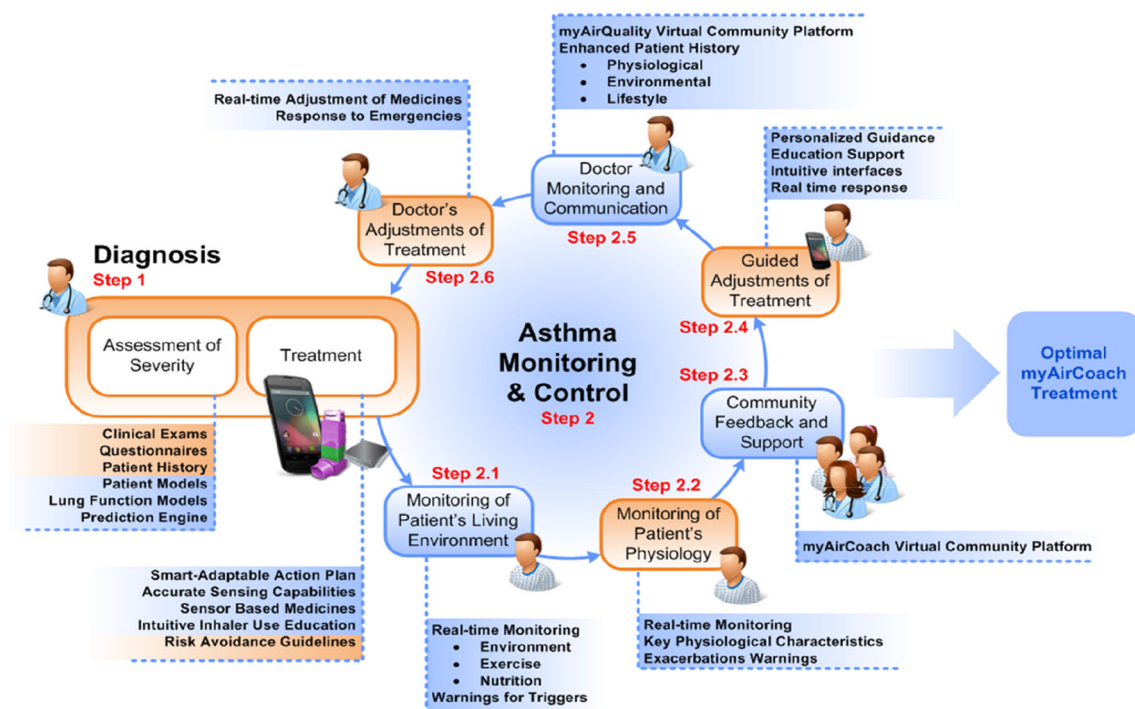 myAirQuality Virtual Community Platform
Enhanced Patient History
• Physiological
• Environmental
• Lifestyle
Real-time Adjustment of Medicines
Response to Emergencies
Personalized Guidance
Education Support
Intuitive interfaces
Real time response
Doctor
Monitoring and
Communication
Step 2.5
Doctor's
Adjustments of
Treatment
Step 2.6
Guided
Adjustments of
Treatment
Step 2.4
Diagnosis
Step 1
Assessment of
Severity
Treatment
Asthma
Monitoring
& Control
Step 2
Optimal
myAirCoach
Treatment
Step 2.3
Community
Feedback and
Support
Clinical Exams
Questionnaires
Patient History
Patient Models
Lung Function Models
Prediction Engine
Step 2.1
Monitoring of
Patient's Living
Environment
Step 2.2
Monitoring of
Patient's
Physiology
myAirCoach Virtual Community Platform
Smart-Adaptable Action Plan
Accurate Sensing Capabilities
Sensor Based Medicines
Intuitive Inhaler Use Education
Risk Avoidance Guidelines
Real-time Monitoring
• Environment
• Exercise
• Nutrition
Warnings for Triggers
Real-time Monitoring
Key Physiological Characteristics
Exacerbations Warnings